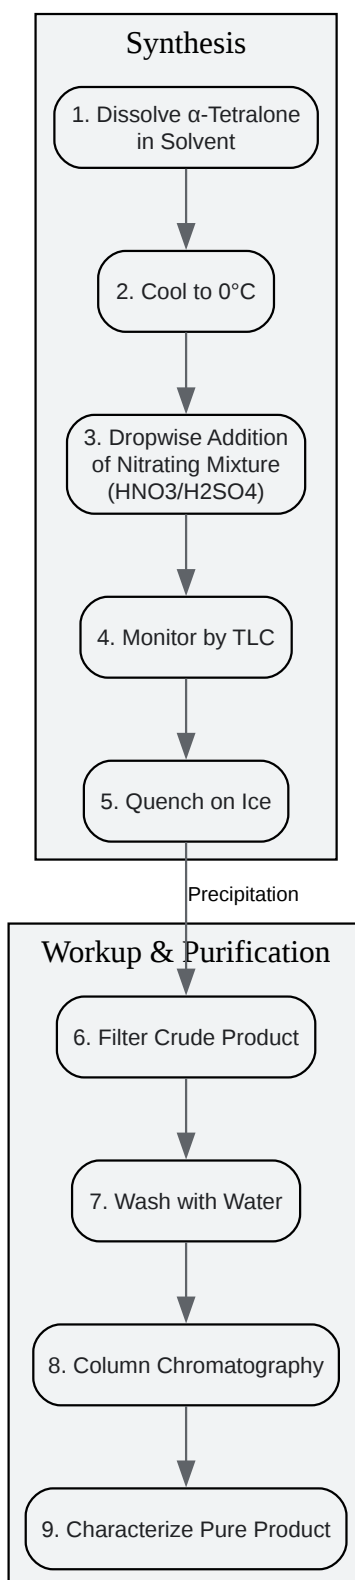 Synthesis
1. Dissolve α-Tetralone
in Solvent
2. Cool to 0°C
3. Dropwise Addition
of Nitrating Mixture
(HNO3/H2SO4)
4. Monitor by TLC
5. Quench on Ice
Precipitation
Workup & Purification
6. Filter Crude Product
7. Wash with Water
8. Column Chromatography
9. Characterize Pure Product